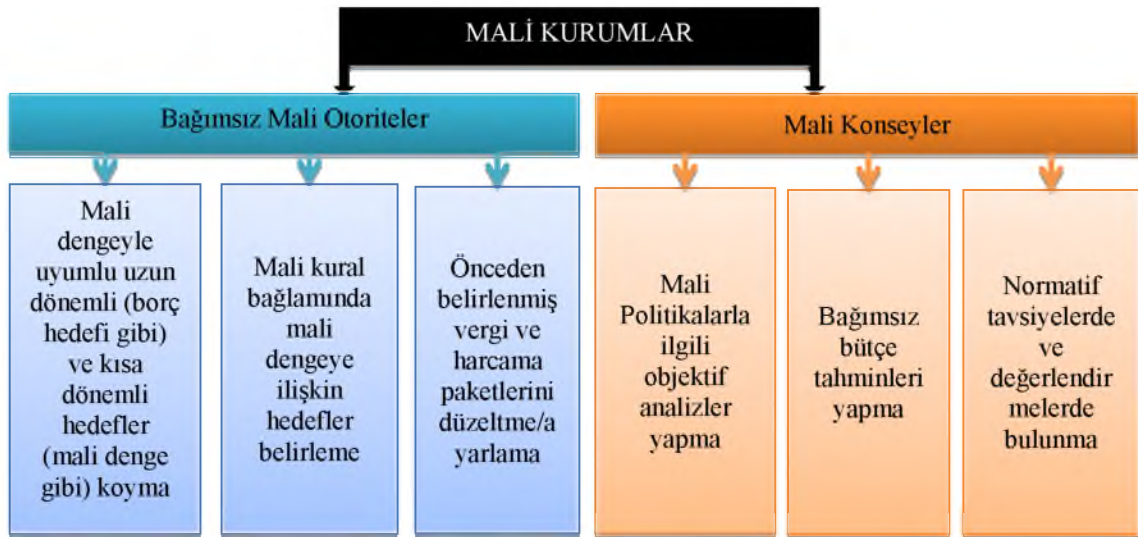 MALİ KURUMLAR
Bağımsız Mali Otoriteler
Mali
dengeyle
uyumlu uzun
dönemli (borç
hedefi gibi)
ve kısa
dönemli
hedefler
(mali denge
gibi) koyma
Mali kural
bağlamında
mali
dengeye
ilişkin
hedefler
belirleme
Önceden
belirlenmiş
vergi ve
harcama
paketlerini
düzeltme/a
yarlama
Mali Konseyler
Mali
Politikalarla
ilgili
objektif
analizler
yapma
Bağımsız
bütçe
tahminleri
yapma
Normatif
tavsiyelerde
ve
değerlendir
melerde
bulunma